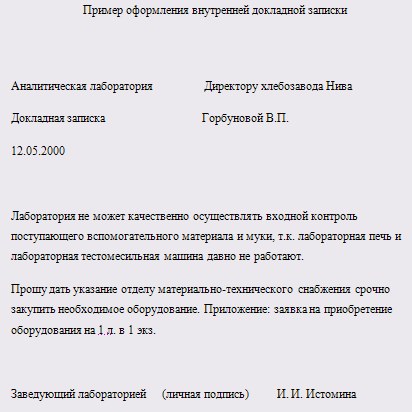 Пример оформления внутренней докладной записки
Аналитическая лаборатория Директору хлебозавода Нива
Докладная записка Горбуновой В.П.
12.05.2000
Лаборатория не может качественно осуществлять входной контроль
поступающего вспомогательного материала и муки, т.к. лабораторная печь и
лабораторная тестомесильная машина давно не работают.
Прошу дать указание отделу материально-технического снабжения срочно
закупить необходимое оборудование. Приложение: заявка на приобретение
оборудования на 1 л. в 1 экз.
Заведующий лабораторией (личная подпись) И. И. Истомина